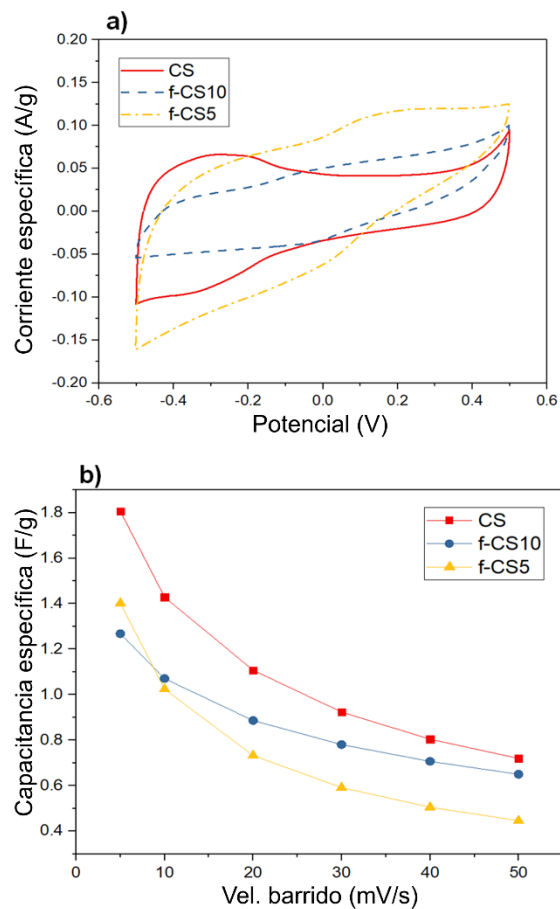 a)
0.20
0.15
0.10
0.05
0.00
-0.05
-0.10
-0.15
-0.20
Corriente específica (A/g)
CS
f-CS10
f-CS5
-0.6 -0.4 -0.2 0.0 0.2 0.4 0.6
Potencial (V)
b)
1.8
1.6
1.4
1.2
1.0
0.8
0.6
0.4
Capacitancia específica (F/g)
CS
f-CS10
f-CS5
0 10 20 30 40 50
Vel. barrido (mV/s)